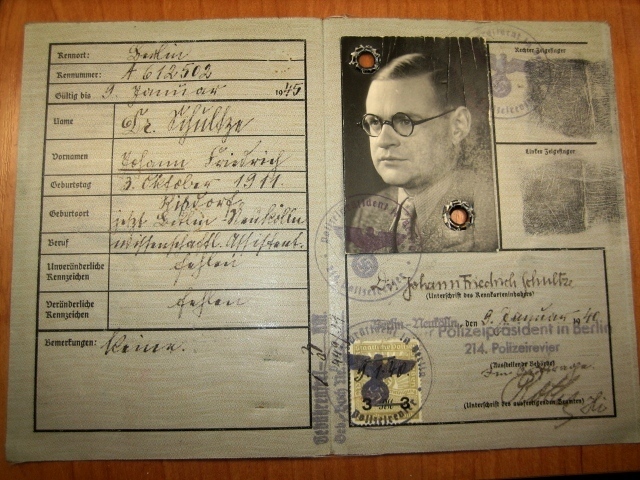 Kennort: Berlin
Kennummer: A 612502
Gültig bis 9. Januar 1945
Name Dr. Schultze
Vornamen Johann Friedrich
Geburtstag 3. Oktober 1911.
Geburtsort Rixdorf
jetzt Berlin-Neukölln
Beruf wissenschaftl. Assistent.
Unveränderliche Kennzeichen fehlen
Veränderliche Kennzeichen fehlen
Bemerkungen: Keine.
Rechter Zeigefinger
Linker Zeigefinger
Dr. Johann Friedrich Schultze
(Unterschrift des Kennkarteninhabers)
Berlin-Neukölln, den 9. Januar 1940
Polizeipräsident in Berlin
214. Polizeirevier
(Ausstellende Behörde)
Im Auftrage.
(Unterschrift des ausfertigenden Beamten)
3 3